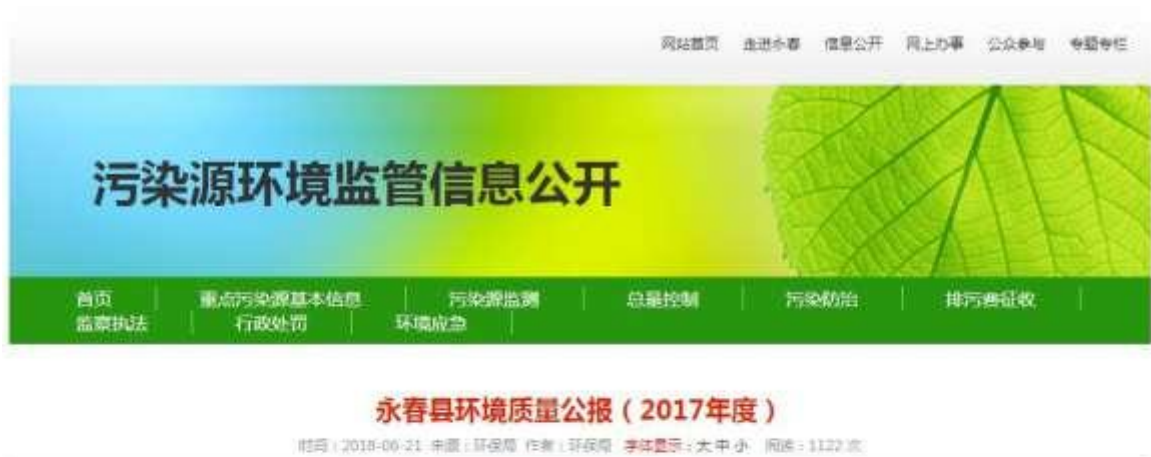 网站首页 走进永春 信息公开 网上办事 公众参与 专题专栏
污染源环境监管信息公开
首页 重点污染源基本信息 污染源监测 总量控制 污染防治 排污费征收
监察执法 行政处罚 环境应急
永春县环境质量公报（2017年度）
时间：2018-06-21 来源：环保局 作者：环保局 字体显示：大 中 小 阅读：1122 次